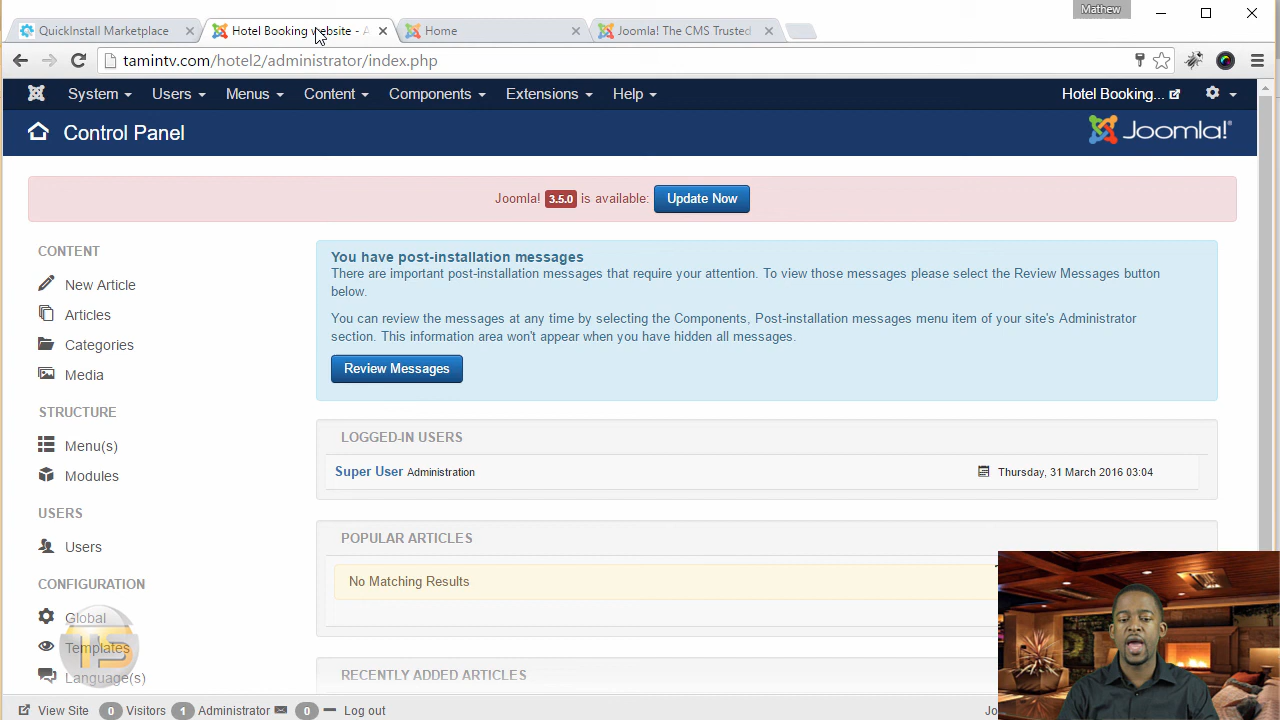 Mathew
QuickInstall Marketplace
Hotel Booking website - A
Home
Joomla! The CMS Trusted
tamintv.com/hotel2/administrator/index.php
System Users Menus Content Components Extensions Help
Hotel Booking...
Control Panel
Joomla!®
Joomla! 3.5.0 is available: Update Now
CONTENT
New Article
Articles
Categories
Media
STRUCTURE
Menu(s)
Modules
USERS
Users
CONFIGURATION
Global
Templates
Language(s)
TS
You have post-installation messages
There are important post-installation messages that require your attention. To view those messages please select the Review Messages button
below.
You can review the messages at any time by selecting the Components, Post-installation messages menu item of your site's Administrator
section. This information area won't appear when you have hidden all messages.
Review Messages
LOGGED-IN USERS
Super User Administration
Thursday, 31 March 2016 03:04
POPULAR ARTICLES
No Matching Results
RECENTLY ADDED ARTICLES
View Site 0 Visitors 1 Administrator 0 Log out
Jo